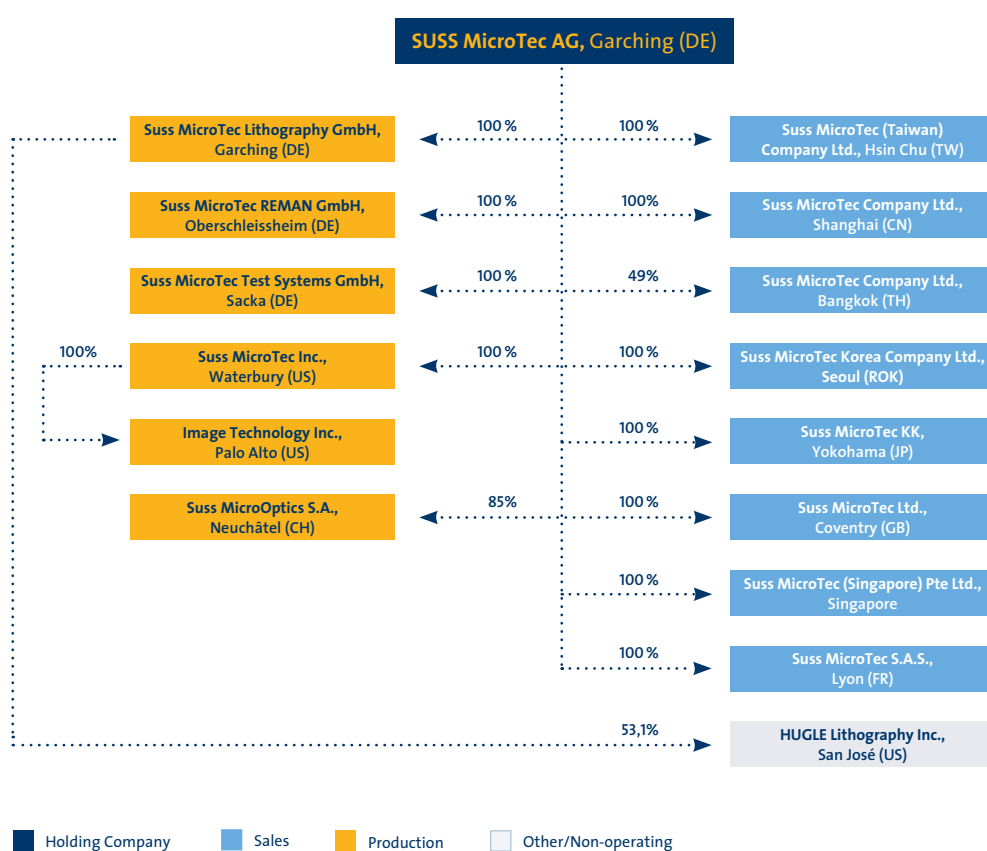 SUSS MicroTec AG, Garching (DE)
Suss MicroTec Lithography GmbH,
Garching (DE)
100 %
100 %
Suss MicroTec (Taiwan)
Company Ltd., Hsin Chu (TW)
Suss MicroTec REMAN GmbH,
Oberschleissheim (DE)
100 %
100%
Suss MicroTec Company Ltd.,
Shanghai (CN)
Suss MicroTec Test Systems GmbH,
Sacka (DE)
100 %
49%
Suss MicroTec Company Ltd.,
Bangkok (TH)
100%
Suss MicroTec Inc.,
Waterbury (US)
100 %
100 %
Suss MicroTec Korea Company Ltd.,
Seoul (ROK)
Image Technology Inc.,
Palo Alto (US)
100 %
Suss MicroTec KK,
Yokohama (JP)
Suss MicroOptics S.A.,
Neuchâtel (CH)
85%
100 %
Suss MicroTec Ltd.,
Coventry (GB)
100 %
Suss MicroTec (Singapore) Pte Ltd.,
Singapore
100 %
Suss MicroTec S.A.S.,
Lyon (FR)
53,1%
HUGLE Lithography Inc.,
San José (US)
Holding Company
Sales
Production
Other/Non-operating